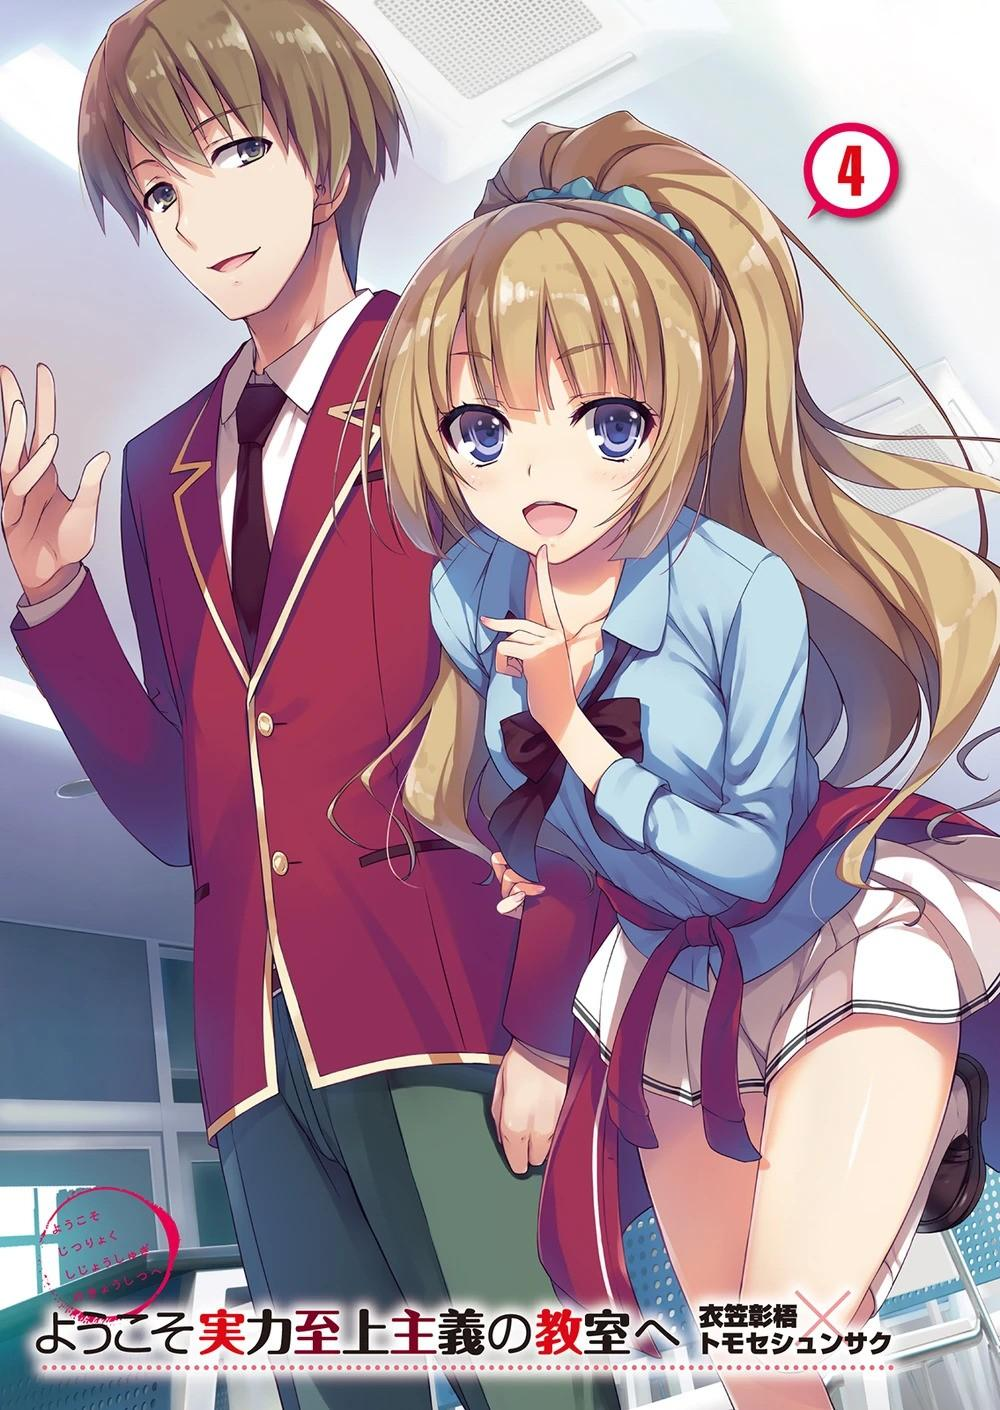 4
ようこそ
じつりょく
しじょうしゅぎ
のきょうしつへ
ようこそ実力至上主義の教室へ
衣笠彰梧
トモセシュンサク